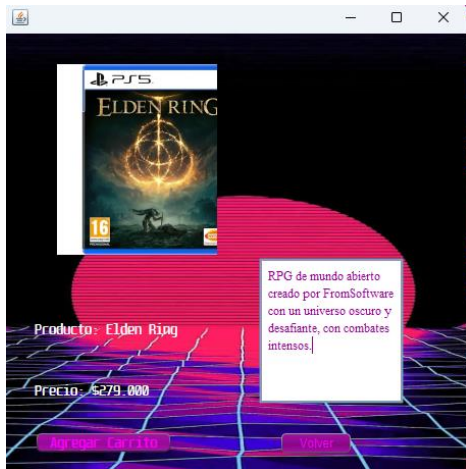 PS5
ELDEN RING
16
RPG de mundo abierto
creado por FromSoftware
con un universo oscuro y
desafiante, con combates
intensos.
Producto: Elden Ring
Precio: $279.000
Agregar Carrito
Volver